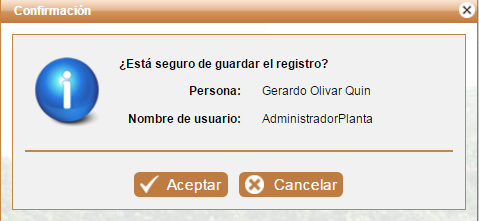 Confirmación
¿Está seguro de guardar el registro?
Persona: Gerardo Olivar Quin
Nombre de usuario: AdministradorPlanta
Aceptar Cancelar